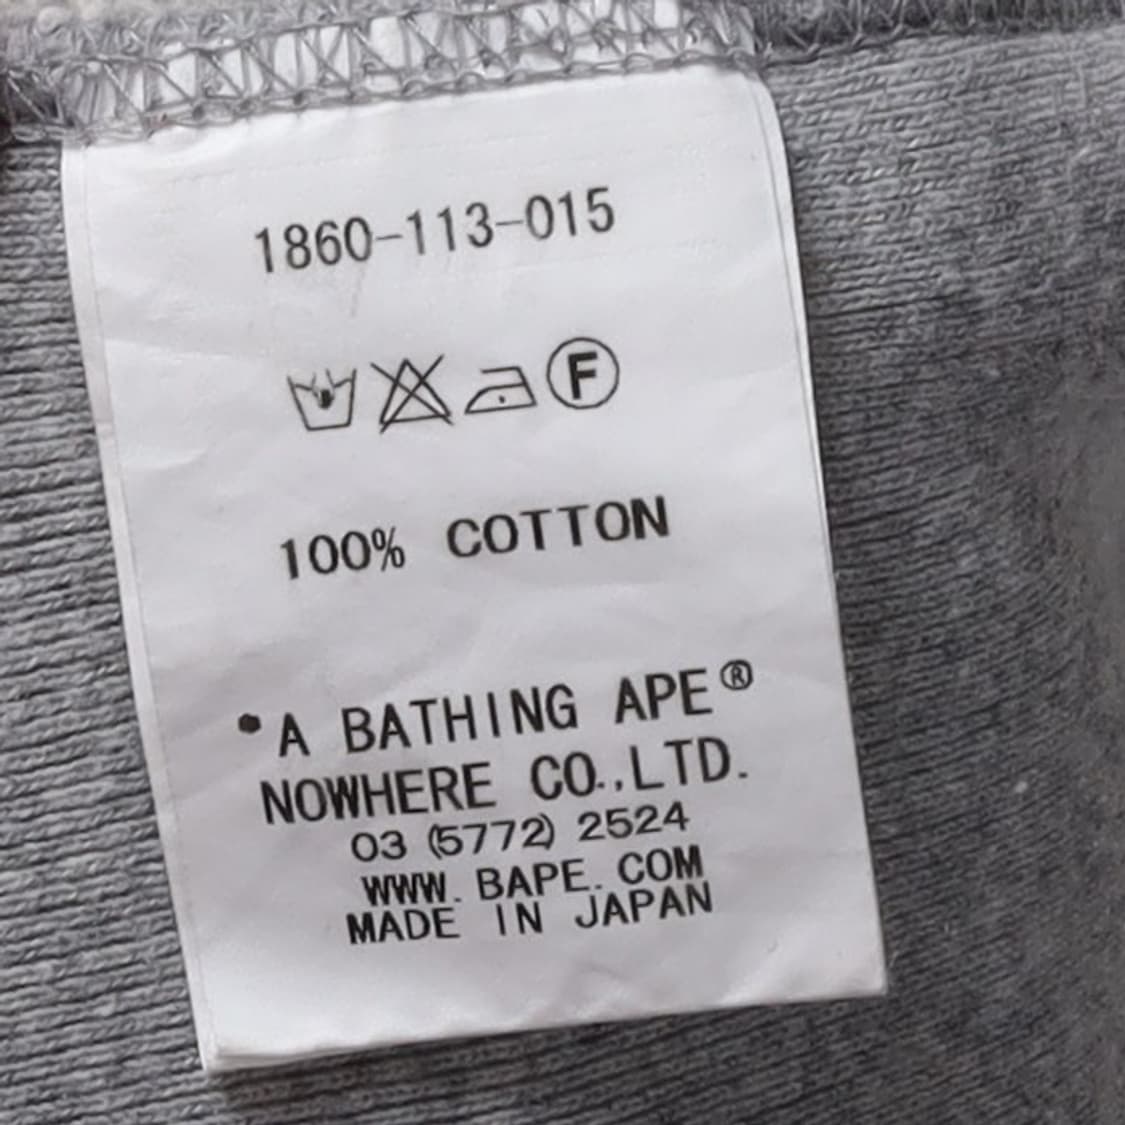 1860-113-015
F
100% COTTON
•A BATHING APE®
NOWHERE CO.,LTD.
03 (5772) 2524
WWW. BAPE. COM
MADE IN JAPAN